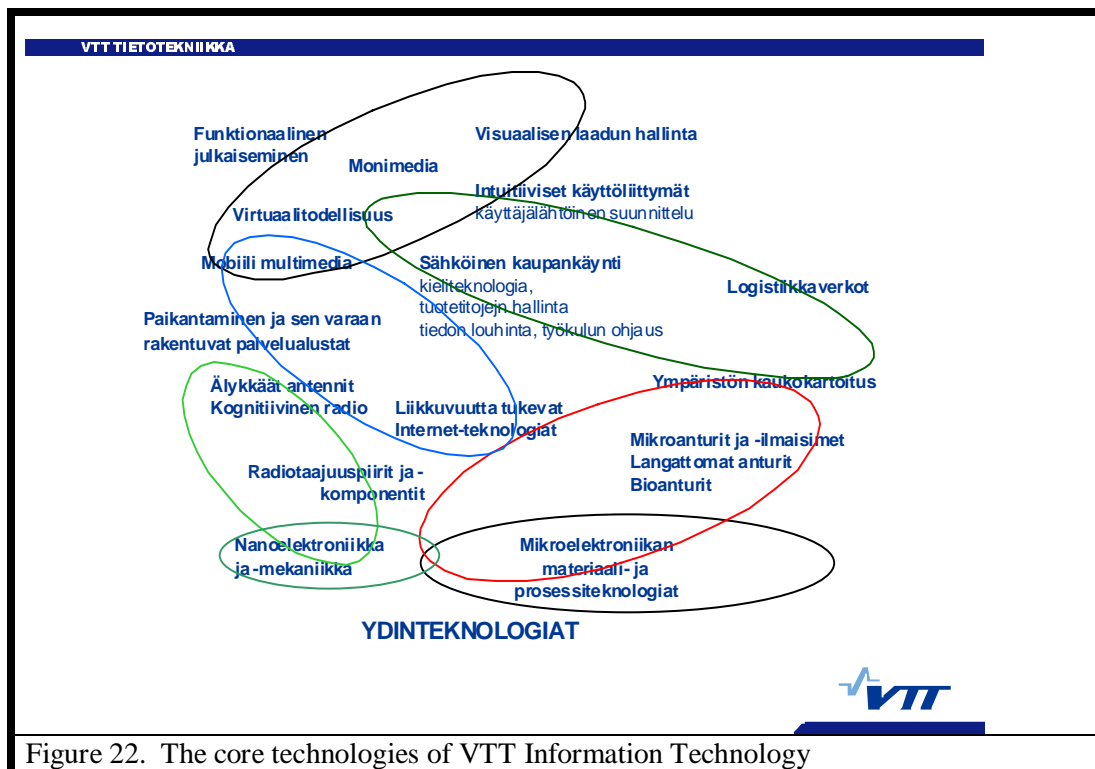 VTT TIETOTEKNIIKKA
Funktionaalinen
julkaiseminen
Visuaalisen laadun hallinta
Monimedia
Intuitiiviset käyttöliittymät
käyttäjälähtöinen suunnittelu
Virtuaalitodellisuus
Mobiili multimedia
Sähköinen kaupankäynti
kieliteknologia,
tuotetitojejn hallinta
tiedon louhinta, työkulun ohjaus
Logistiikkaverkot
Paikantaminen ja sen varaan
rakentuvat palvelualustat
Älykkäät antennit
Kognitiivinen radio
Ympäristön kaukokartoitus
Liikkuvuutta tukevat
Internet-teknologiat
Mikroanturit ja -ilmaisimet
Langattomat anturit
Bioanturit
Radiotaajuuspiirit ja -
komponentit
Nanoelektroniikka
ja -mekaniikka
Mikroelektroniikan
materiaali- ja
prosessiteknologiat
YDINTEKNOLOGIAT
VTT
Figure 22. The core technologies of VTT Information Technology